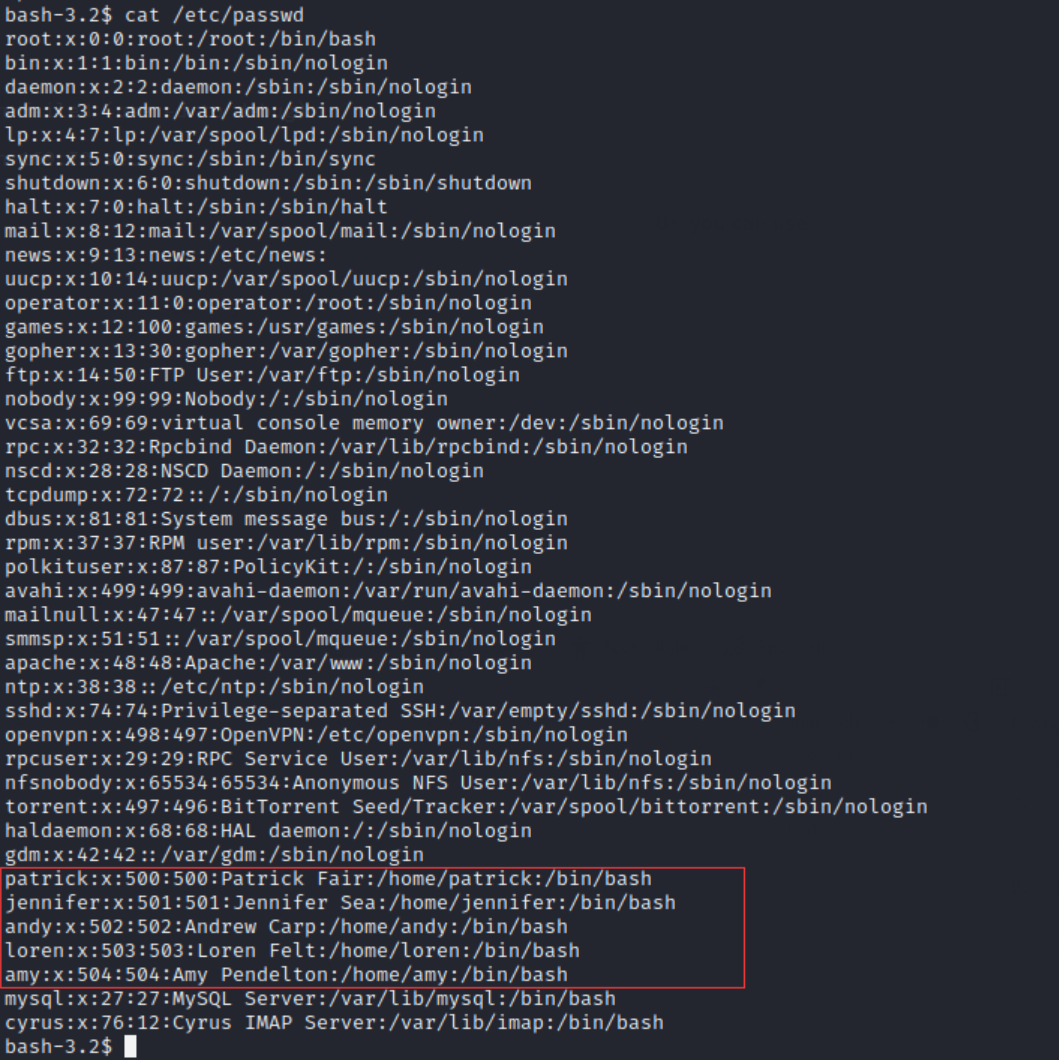 bash-3.2$ cat /etc/passwd
root:x:0:0:root:/root:/bin/bash
bin:x:1:1:bin:/bin:/sbin/nologin
daemon:x:2:2:daemon:/sbin:/sbin/nologin
adm:x:3:4:adm:/var/adm:/sbin/nologin
lp:x:4:7:lp:/var/spool/lpd:/sbin/nologin
sync:x:5:0:sync:/sbin:/bin/sync
shutdown:x:6:0:shutdown:/sbin:/sbin/shutdown
halt:x:7:0:halt:/sbin:/sbin/halt
mail:x:8:12:mail:/var/spool/mail:/sbin/nologin
news:x:9:13:news:/etc/news:
uucp:x:10:14:uucp:/var/spool/uucp:/sbin/nologin
operator:x:11:0:operator:/root:/sbin/nologin
games:x:12:100:games:/usr/games:/sbin/nologin
gopher:x:13:30:gopher:/var/gopher:/sbin/nologin
ftp:x:14:50:FTP User:/var/ftp:/sbin/nologin
nobody:x:99:99:Nobody:/:/sbin/nologin
vcsa:x:69:69:virtual console memory owner:/dev:/sbin/nologin
rpc:x:32:32:Rpcbind Daemon:/var/lib/rpcbind:/sbin/nologin
nscd:x:28:28:NSCD Daemon:/:/sbin/nologin
tcpdump:x:72:72::/:/sbin/nologin
dbus:x:81:81:System message bus:/:/sbin/nologin
rpm:x:37:37:RPM user:/var/lib/rpm:/sbin/nologin
polkituser:x:87:87:PolicyKit:/:/sbin/nologin
avahi:x:499:499:avahi-daemon:/var/run/avahi-daemon:/sbin/nologin
mailnull:x:47:47::/var/spool/mqueue:/sbin/nologin
smmsp:x:51:51::/var/spool/mqueue:/sbin/nologin
apache:x:48:48:Apache:/var/www:/sbin/nologin
ntp:x:38:38::/etc/ntp:/sbin/nologin
sshd:x:74:74:Privilege-separated SSH:/var/empty/sshd:/sbin/nologin
openvpn:x:498:497:OpenVPN:/etc/openvpn:/sbin/nologin
rpcuser:x:29:29:RPC Service User:/var/lib/nfs:/sbin/nologin
nfsnobody:x:65534:65534:Anonymous NFS User:/var/lib/nfs:/sbin/nologin
torrent:x:497:496:BitTorrent Seed/Tracker:/var/spool/bittorrent:/sbin/nologin
haldaemon:x:68:68:HAL daemon:/:/sbin/nologin
gdm:x:42:42::/var/gdm:/sbin/nologin
patrick:x:500:500:Patrick Fair:/home/patrick:/bin/bash
jennifer:x:501:501:Jennifer Sea:/home/jennifer:/bin/bash
andy:x:502:502:Andrew Carp:/home/andy:/bin/bash
loren:x:503:503:Loren Felt:/home/loren:/bin/bash
amy:x:504:504:Amy Pendelton:/home/amy:/bin/bash
mysql:x:27:27:MySQL Server:/var/lib/mysql:/bin/bash
cyrus:x:76:12:Cyrus IMAP Server:/var/lib/imap:/bin/bash
bash-3.2$